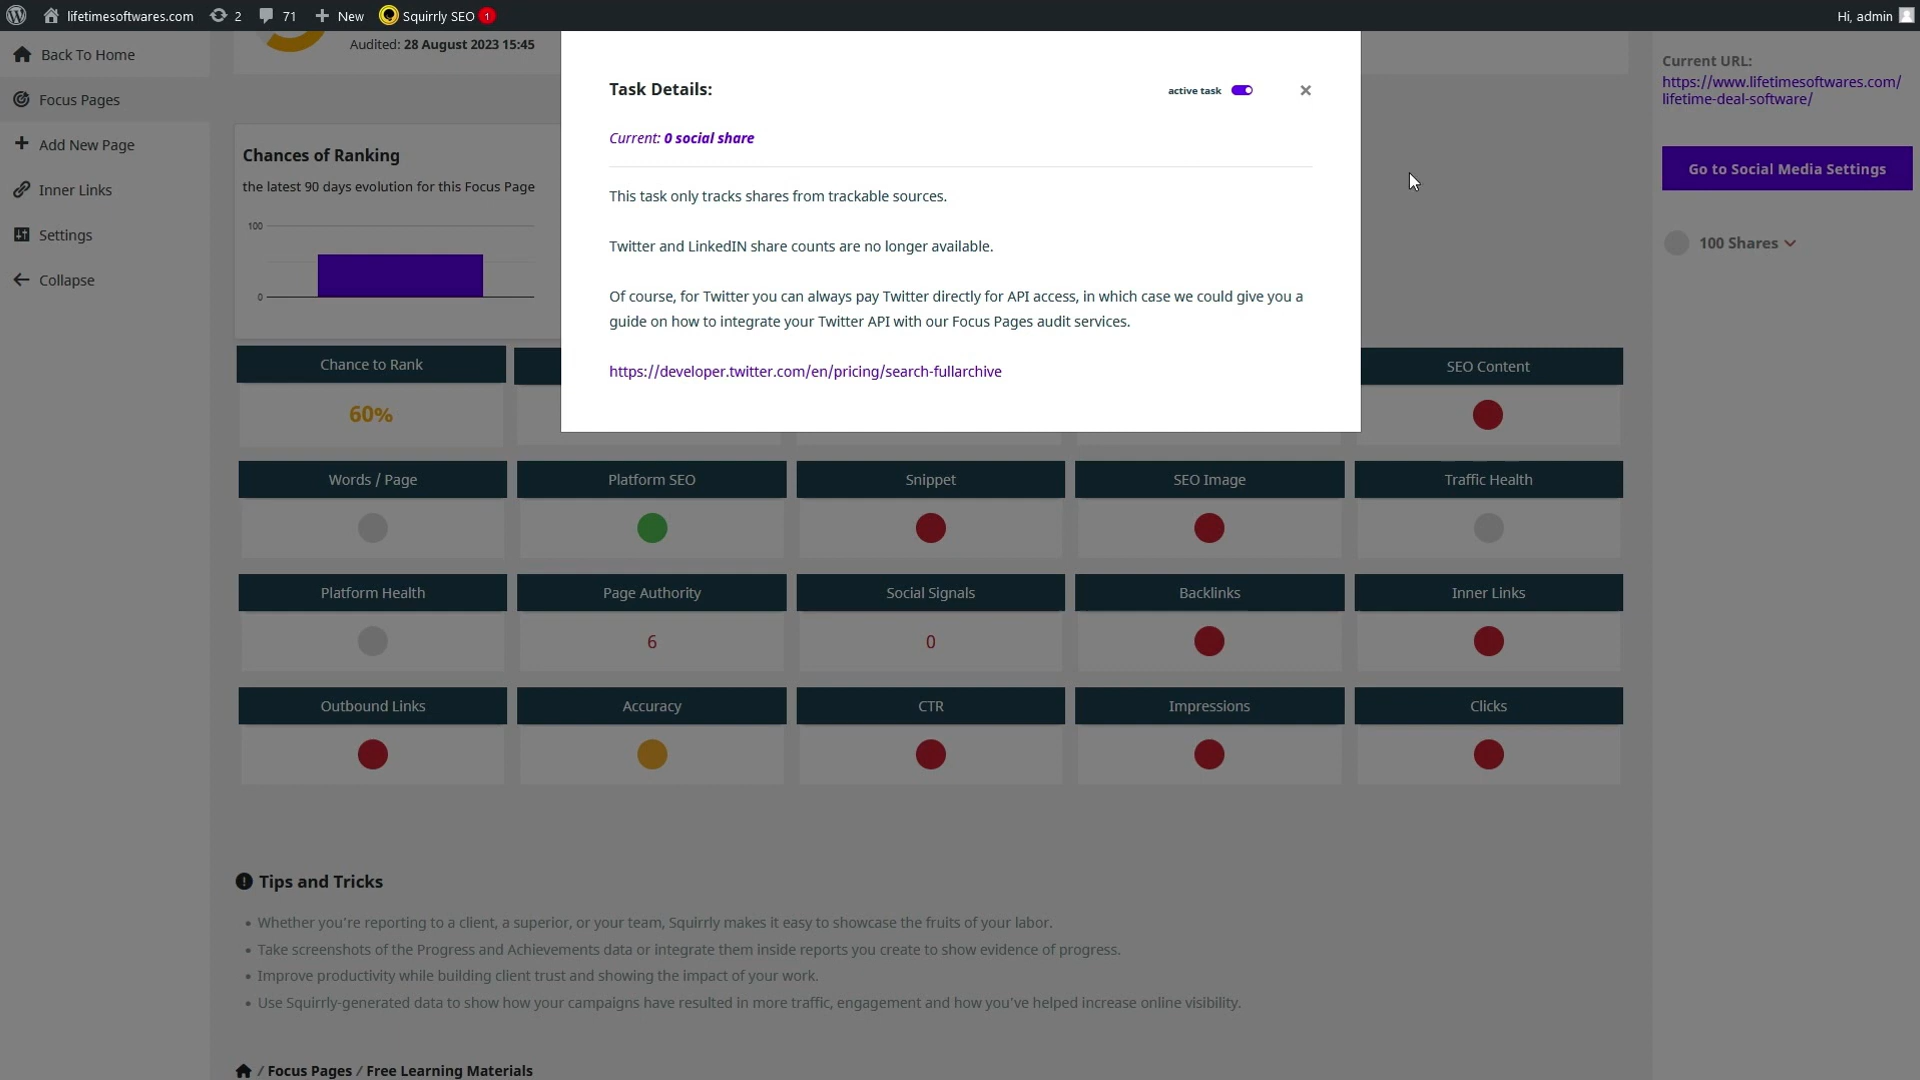 lifetimesoftwares.com 2 71 New Squirrly SEO 1 Hi, admin
Back To Home
Focus Pages
Add New Page
Inner Links
Settings
Collapse
Audited: 28 August 2023 15:45
Chances of Ranking
the latest 90 days evolution for this Focus Page
100
0
Task Details:
active task
×
Current: 0 social share
This task only tracks shares from trackable sources.
Twitter and LinkedIN share counts are no longer available.
Of course, for Twitter you can always pay Twitter directly for API access, in which case we could give you a
guide on how to integrate your Twitter API with our Focus Pages audit services.
https://developer.twitter.com/en/pricing/search-fullarchive
Current URL:
https://www.lifetimesoftwares.com/
lifetime-deal-software/
Go to Social Media Settings
100 Shares
Chance to Rank SEO Content
60%
Words / Page Platform SEO Snippet SEO Image Traffic Health
Platform Health Page Authority Social Signals Backlinks Inner Links
6 0
Outbound Links Accuracy CTR Impressions Clicks
Tips and Tricks
• Whether you're reporting to a client, a superior, or your team, Squirrly makes it easy to showcase the fruits of your labor.
• Take screenshots of the Progress and Achievements data or integrate them inside reports you create to show evidence of progress.
• Improve productivity while building client trust and showing the impact of your work.
• Use Squirrly-generated data to show how your campaigns have resulted in more traffic, engagement and how you've helped increase online visibility.
/ Focus Pages / Free Learning Materials